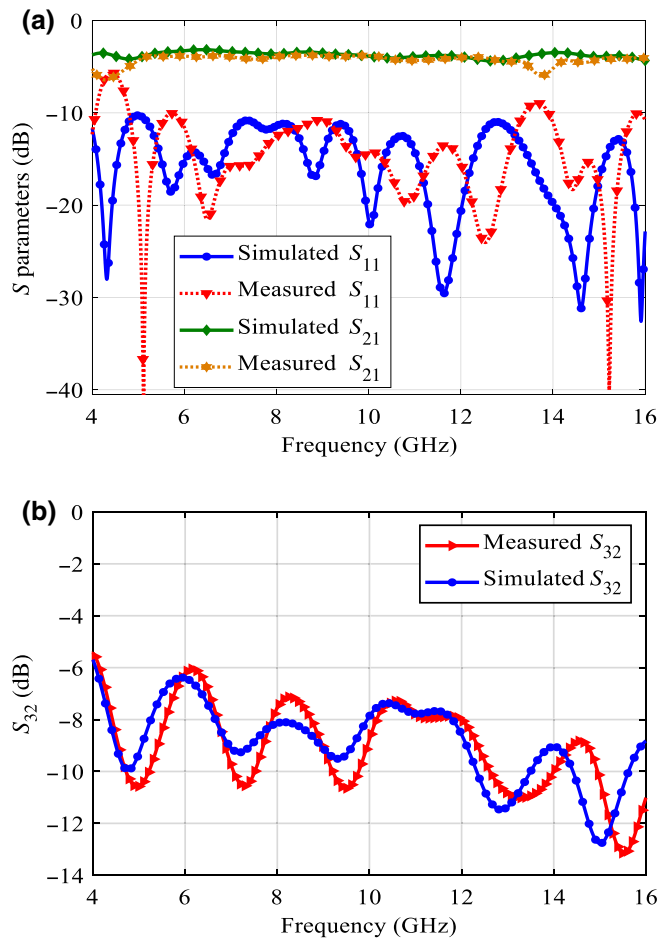 (a)
0
−10
−20
−30
−40
S parameters (dB)
Simulated S11
Measured S11
Simulated S21
Measured S21
4 6 8 10 12 14 16
Frequency (GHz)
(b)
0
−2
−4
−6
−8
−10
−12
−14
S32 (dB)
Measured S32
Simulated S32
4 6 8 10 12 14 16
Frequency (GHz)